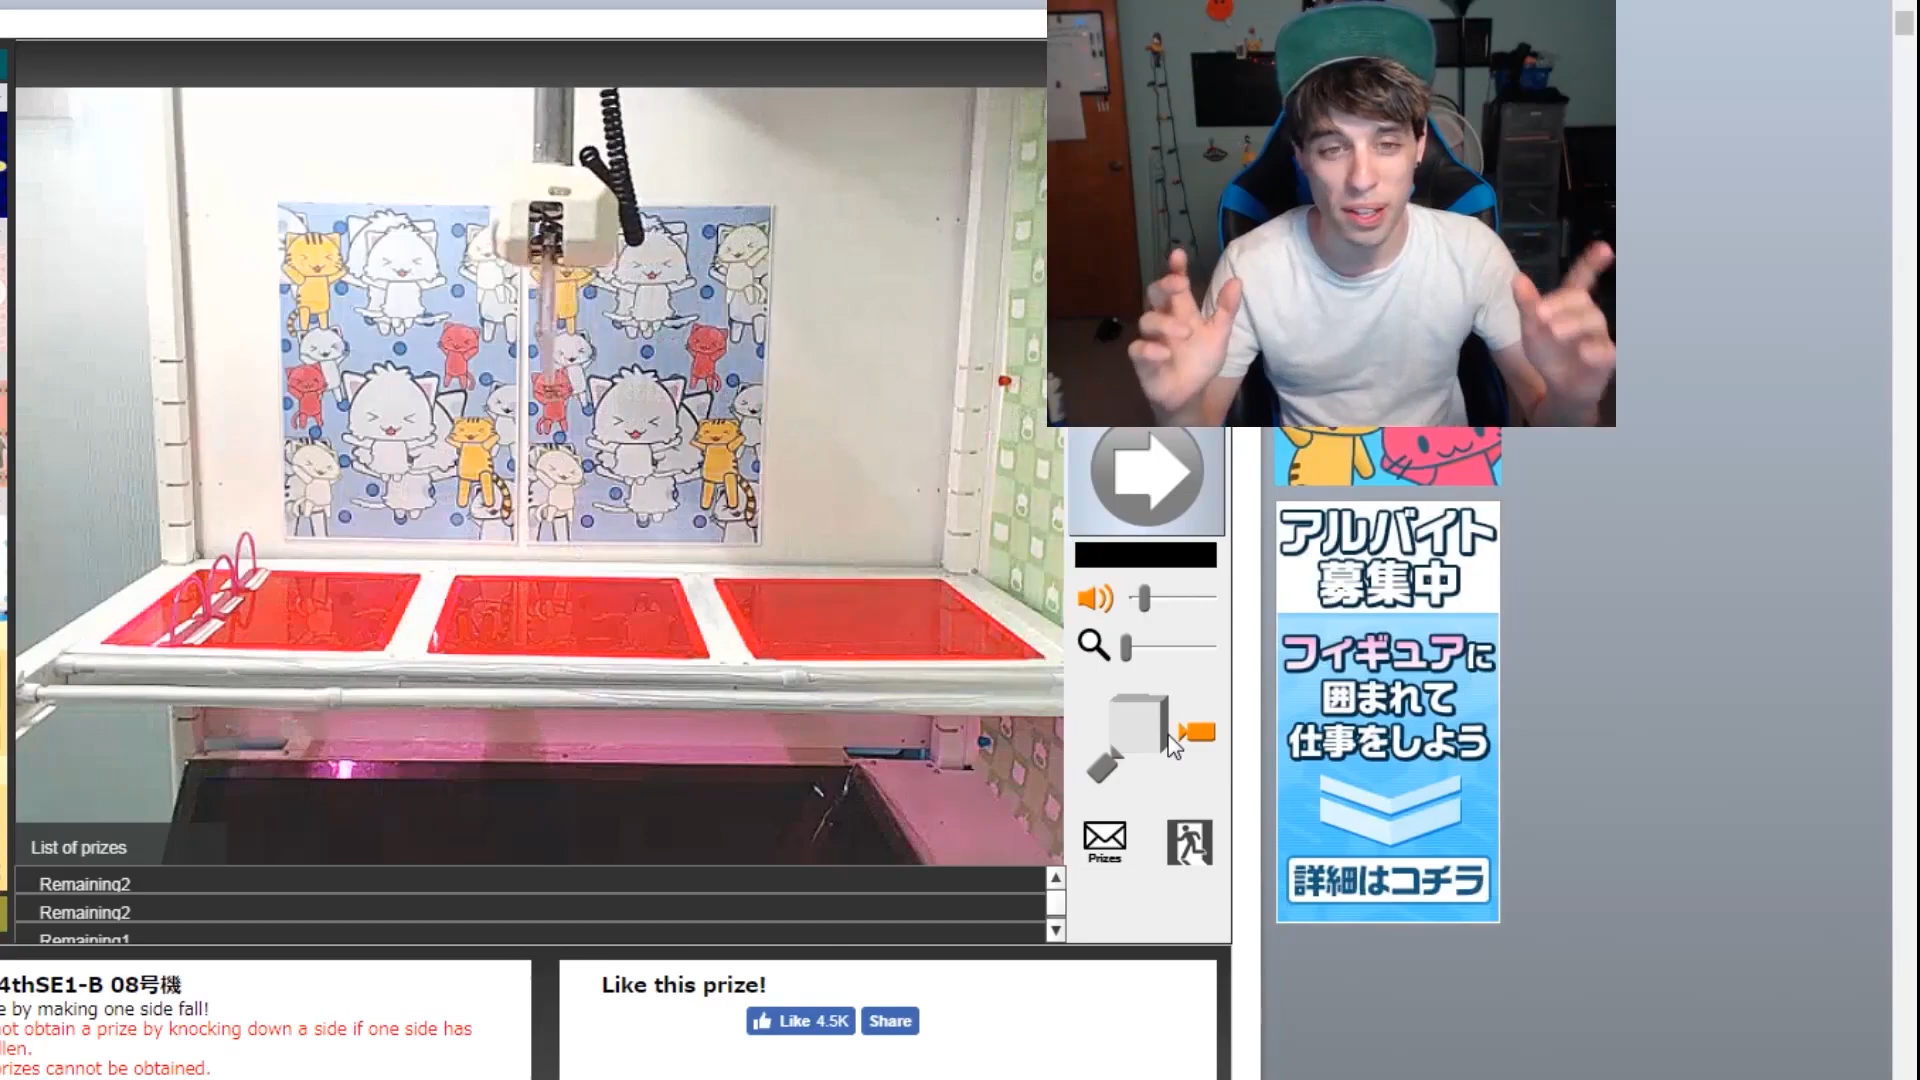 List of prizes
Remaining2
Remaining2
Remaining1
4thSE1-B 08号機
e by making one side fall!
not obtain a prize by knocking down a side if one side has
llen.
prizes cannot be obtained.
Like this prize!
Like 4.5K
Share
Prizes
アルバイト
募集中
フィギュアに
囲まれて
仕事をしよう
詳細はコチラ